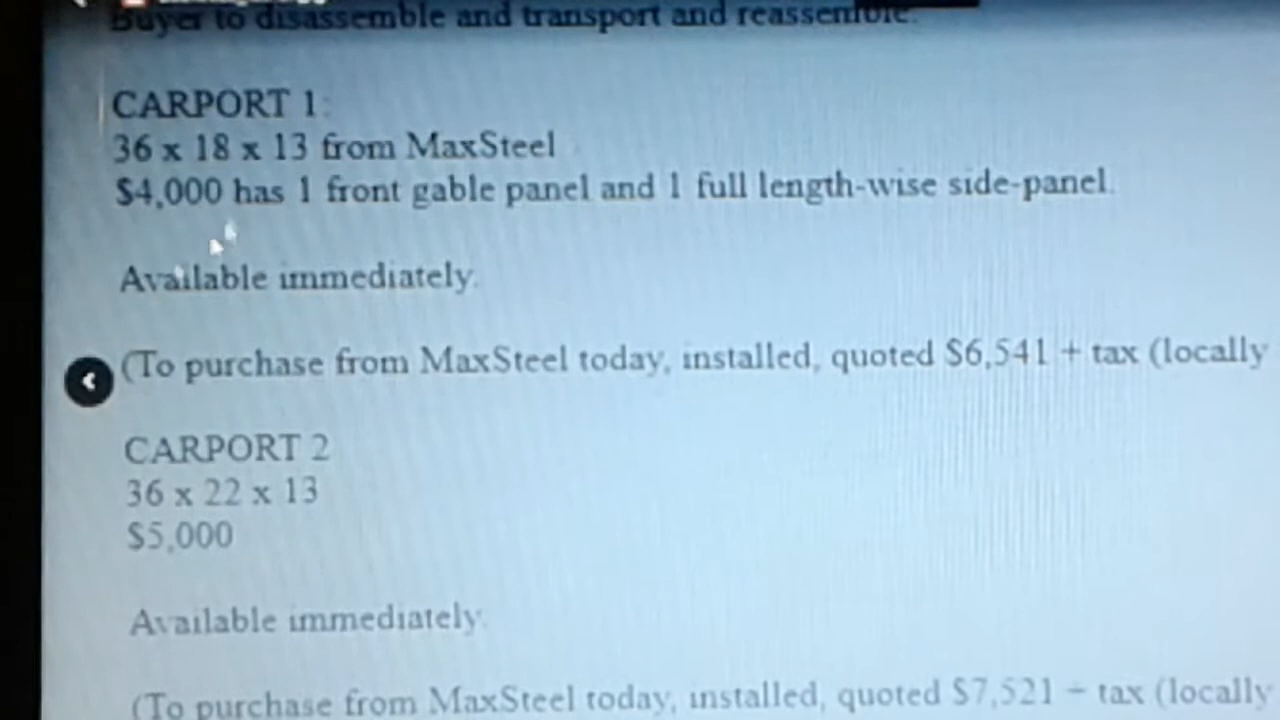 Buyer to disassemble and transport and reassemble.
CARPORT 1:
36 x 18 x 13 from MaxSteel
$4,000 has 1 front gable panel and 1 full length-wise side-panel.
Available immediately.
(To purchase from MaxSteel today, installed, quoted $6,541 + tax (locally
CARPORT 2
36 x 22 x 13
$5,000
Available immediately.
(To purchase from MaxSteel today, installed, quoted $7,521 + tax (locally